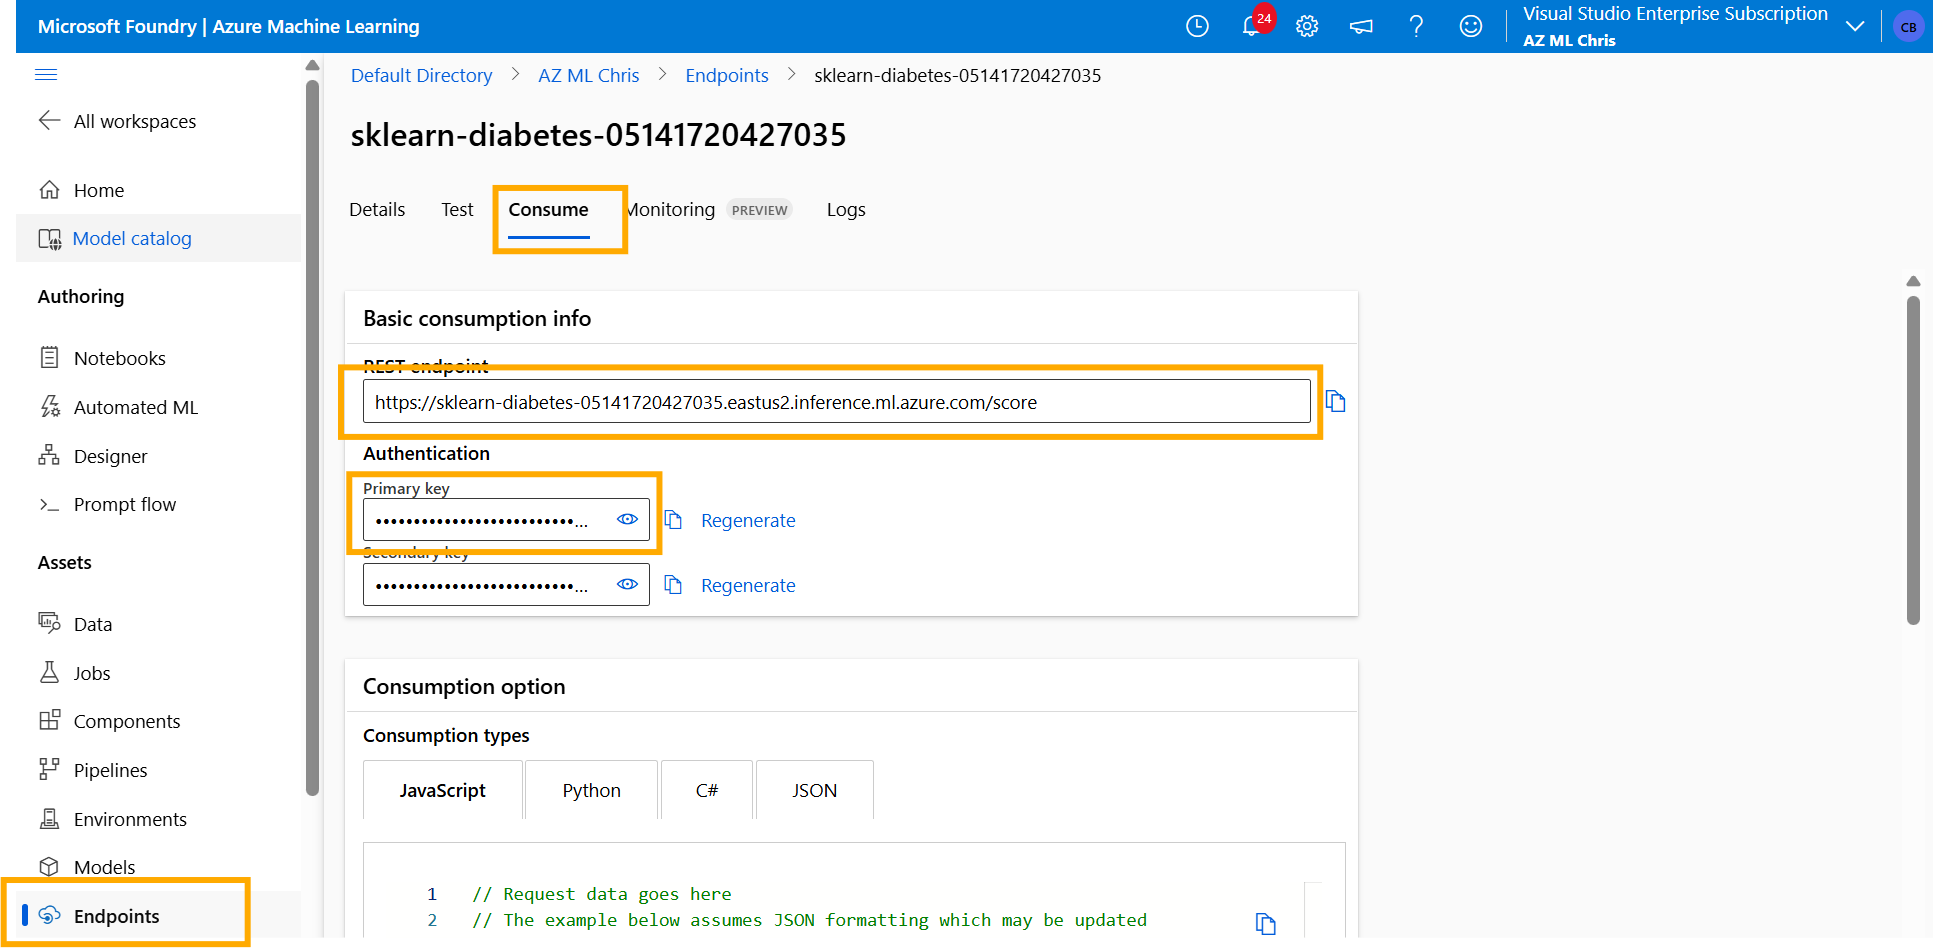 Microsoft Foundry | Azure Machine Learning
24
Visual Studio Enterprise Subscription
AZ ML Chris
CB
All workspaces
Home
Model catalog
Authoring
Notebooks
Automated ML
Designer
Prompt flow
Assets
Data
Jobs
Components
Pipelines
Environments
Models
Endpoints
Default Directory > AZ ML Chris > Endpoints > sklearn-diabetes-05141720427035
sklearn-diabetes-05141720427035
Details Test Consume Monitoring PREVIEW Logs
Basic consumption info
REST endpoint
https://sklearn-diabetes-05141720427035.eastus2.inference.ml.azure.com/score
Authentication
Primary key
••••••••••••••••••••••••••... Regenerate
Secondary key
••••••••••••••••••••••••••... Regenerate
Consumption option
Consumption types
JavaScript Python C# JSON
1 // Request data goes here
2 // The example below assumes JSON formatting which may be updated